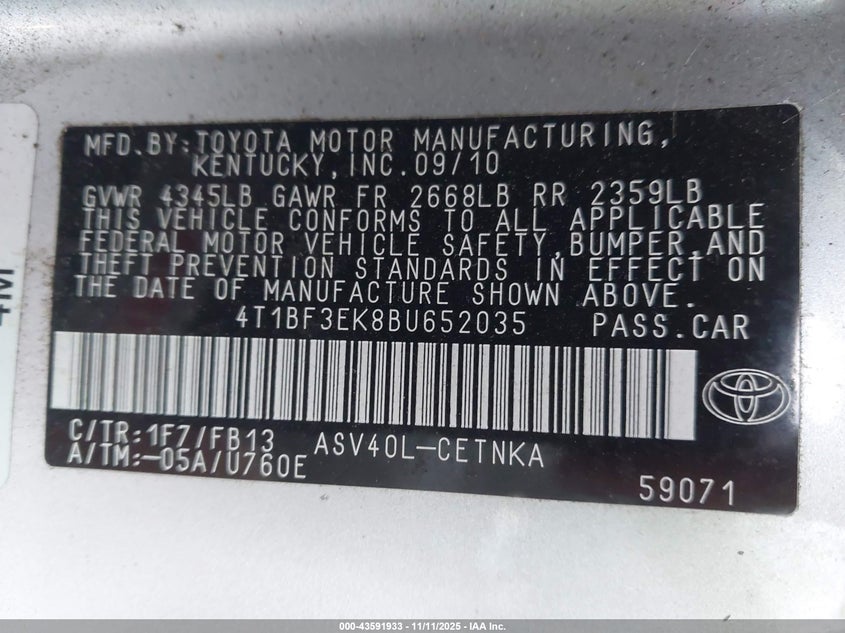 MFD.BY:TOYOTA MOTOR MANUFACTURING,
KENTUCKY,INC.09/10
GVWR 4345LB GAWR FR 2668LB RR 2359LB
THIS VEHICLE CONFORMS TO ALL APPLICABLE
FEDERAL MOTOR VEHICLE SAFETY,BUMPER,AND
THEFT PREVENTION STANDARDS IN EFFECT ON
THE DATE OF MANUFACTURE SHOWN ABOVE.
4T1BF3EK8BU652035 PASS.CAR
C/TR:1F7/FB13 ASV40L-CETNKA
A/TM:-05A/U760E
59071
000-43591933 - 11/11/2025 - IAA Inc.